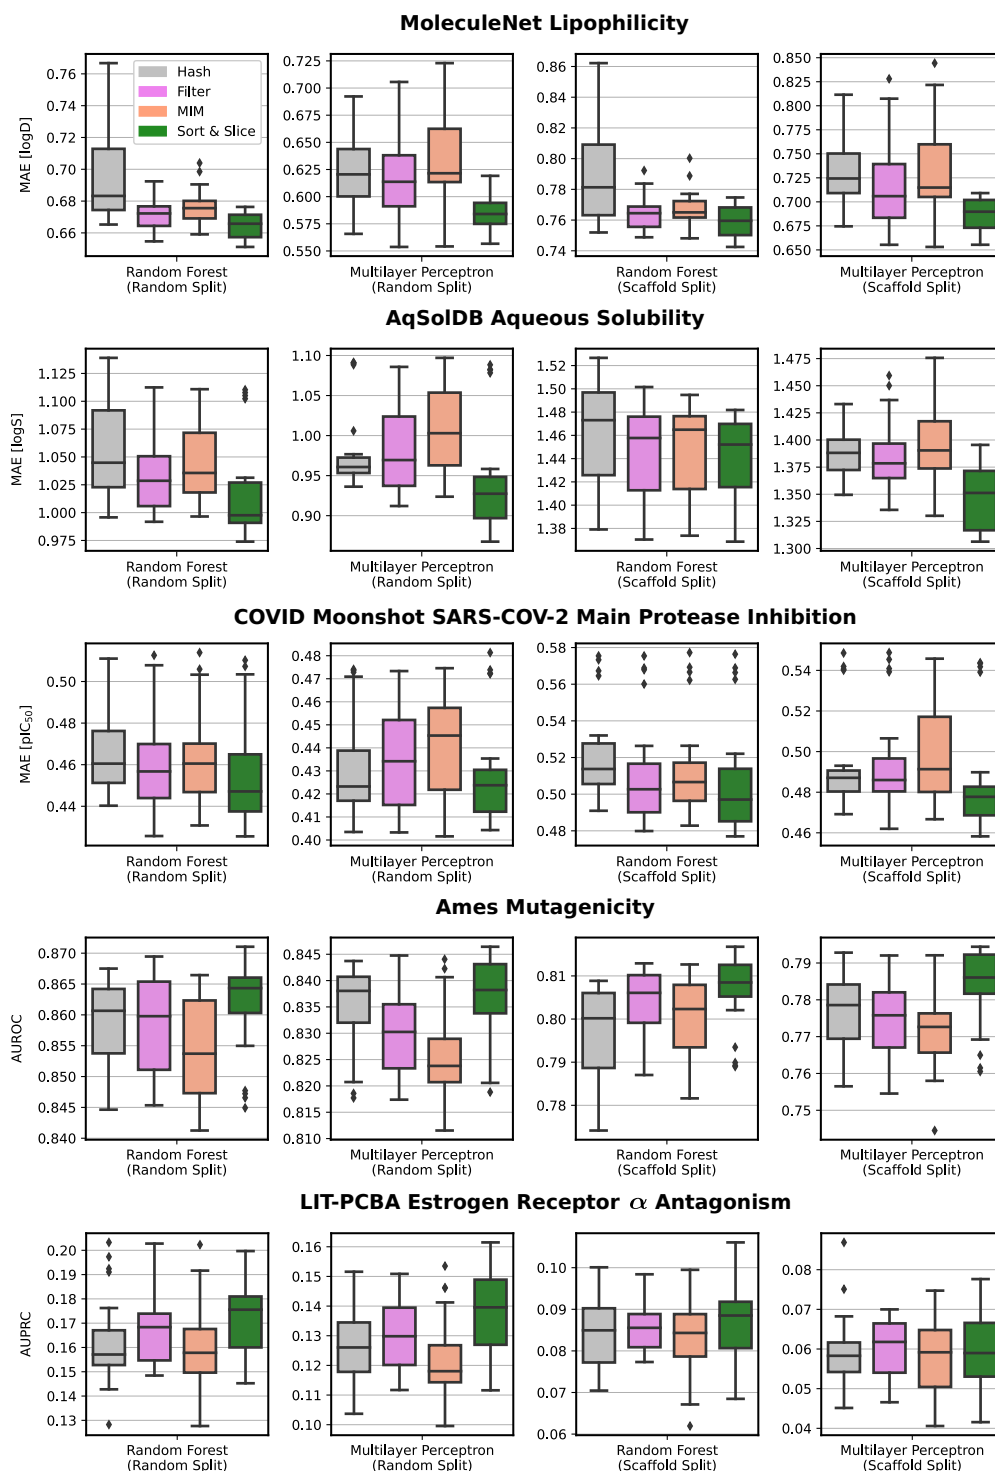 MoleculeNet Lipophilicity
MAE [logD]
0.76
0.74
0.72
0.70
0.68
0.66
Hash
Filter
MIM
Sort & Slice
Random Forest
(Random Split)
0.725
0.700
0.675
0.650
0.625
0.600
0.575
0.550
Multilayer Perceptron
(Random Split)
0.86
0.84
0.82
0.80
0.78
0.76
0.74
Random Forest
(Scaffold Split)
0.850
0.825
0.800
0.775
0.750
0.725
0.700
0.675
0.650
Multilayer Perceptron
(Scaffold Split)
AqSolDB Aqueous Solubility
MAE [logS]
1.125
1.100
1.075
1.050
1.025
1.000
0.975
Random Forest
(Random Split)
1.10
1.05
1.00
0.95
0.90
Multilayer Perceptron
(Random Split)
1.52
1.50
1.48
1.46
1.44
1.42
1.40
1.38
Random Forest
(Scaffold Split)
1.475
1.450
1.425
1.400
1.375
1.350
1.325
1.300
Multilayer Perceptron
(Scaffold Split)
COVID Moonshot SARS-COV-2 Main Protease Inhibition
MAE [pIC₅₀]
0.50
0.48
0.46
0.44
Random Forest
(Random Split)
0.48
0.47
0.46
0.45
0.44
0.43
0.42
0.41
0.40
Multilayer Perceptron
(Random Split)
0.58
0.56
0.54
0.52
0.50
0.48
Random Forest
(Scaffold Split)
0.54
0.52
0.50
0.48
0.46
Multilayer Perceptron
(Scaffold Split)
Ames Mutagenicity
AUROC
0.870
0.865
0.860
0.855
0.850
0.845
0.840
Random Forest
(Random Split)
0.845
0.840
0.835
0.830
0.825
0.820
0.815
0.810
Multilayer Perceptron
(Random Split)
0.81
0.80
0.79
0.78
Random Forest
(Scaffold Split)
0.79
0.78
0.77
0.76
0.75
Multilayer Perceptron
(Scaffold Split)
LIT-PCBA Estrogen Receptor α Antagonism
AUPRC
0.20
0.19
0.18
0.17
0.16
0.15
0.14
0.13
Random Forest
(Random Split)
0.16
0.15
0.14
0.13
0.12
0.11
0.10
Multilayer Perceptron
(Random Split)
0.10
0.09
0.08
0.07
0.06
Random Forest
(Scaffold Split)
0.08
0.07
0.06
0.05
0.04
Multilayer Perceptron
(Scaffold Split)